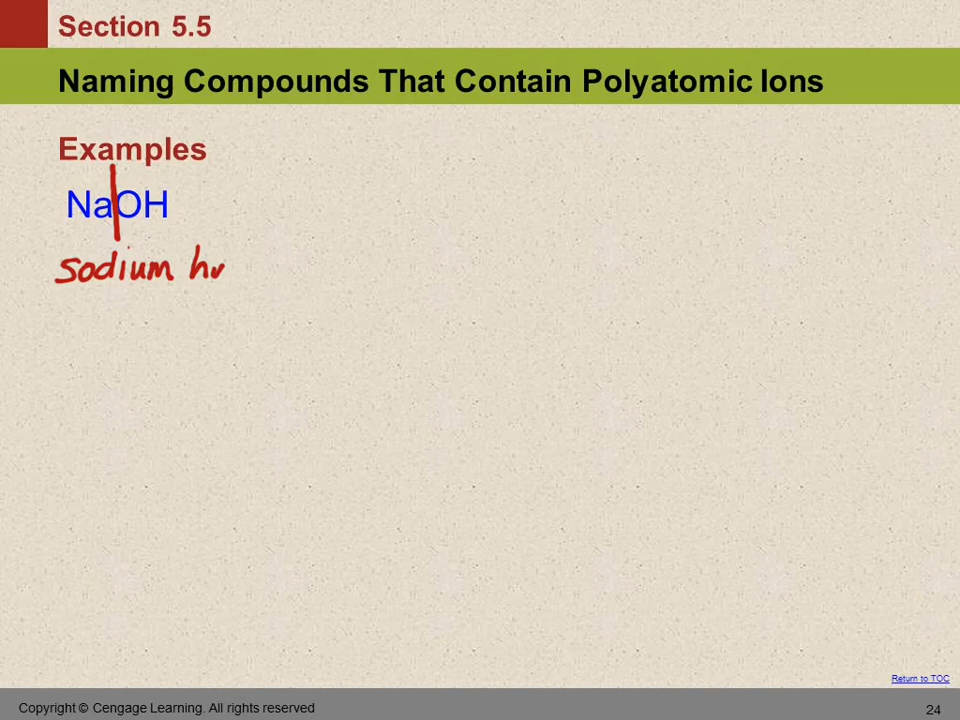 Section 5.5
Naming Compounds That Contain Polyatomic Ions
Examples
NaOH
sodium
Return to TOC
Copyright © Cengage Learning. All rights reserved
24